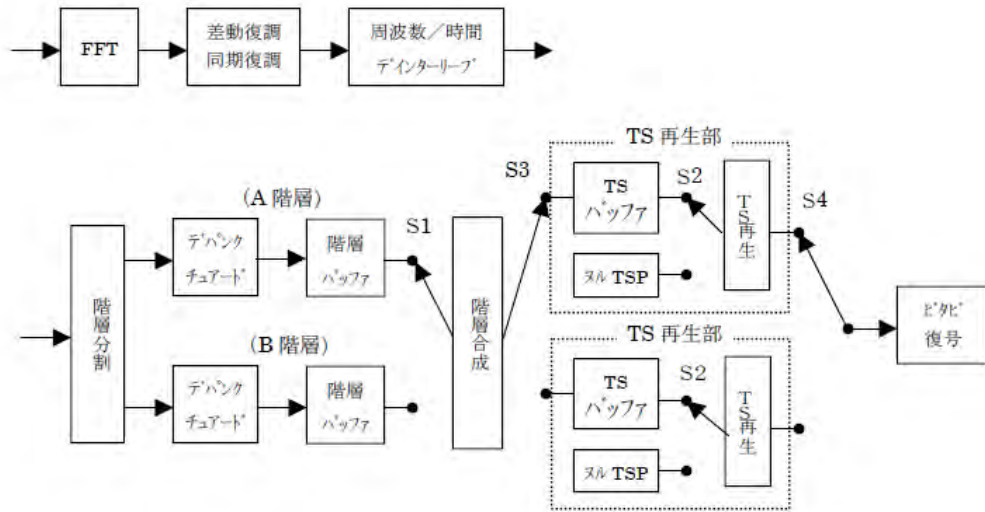 FFT
差動復調
同期復調
周波数／時間
ﾃﾞｲﾝﾀｰﾘｰﾌﾞ
TS 再生部
S3
TS
ﾊﾞｯﾌｧ
S2
TS再生
S4
ﾇﾙ TSP
(A 階層)
S1
階層分割
ﾃﾞﾊﾟﾝｸ
ﾁｭｱｰﾄﾞ
階層
ﾊﾞｯﾌｧ
階層合成
ﾋﾞﾀﾋﾞ
復号
(B 階層)
ﾃﾞﾊﾟﾝｸ
ﾁｭｱｰﾄﾞ
階層
ﾊﾞｯﾌｧ
TS 再生部
TS
ﾊﾞｯﾌｧ
S2
TS再生
ﾇﾙ TSP